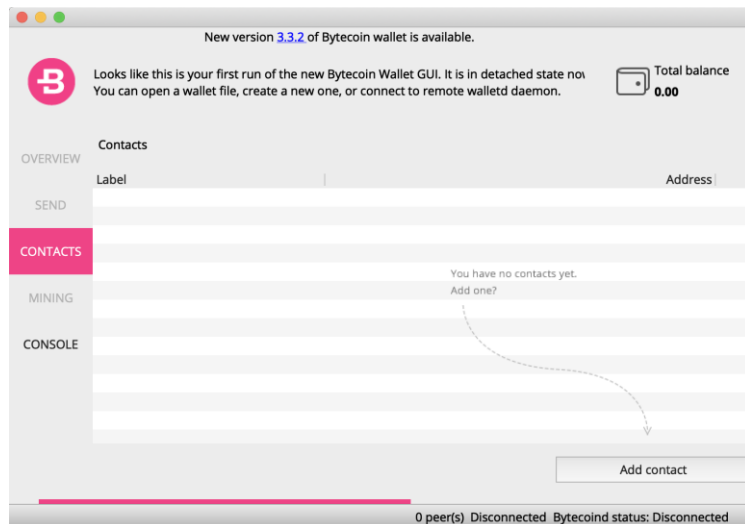 New version 3.3.2 of Bytecoin wallet is available.
Looks like this is your first run of the new Bytecoin Wallet GUI. It is in detached state
You can open a wallet file, create a new one, or connect to remote walletd daemon.
Total balance
0.00
Contacts
OVERVIEW
Label Address
SEND
CONTACTS
You have no contacts yet.
Add one?
MINING
CONSOLE
Add contact
0 peer(s) Disconnected Bytecoind status: Disconnected